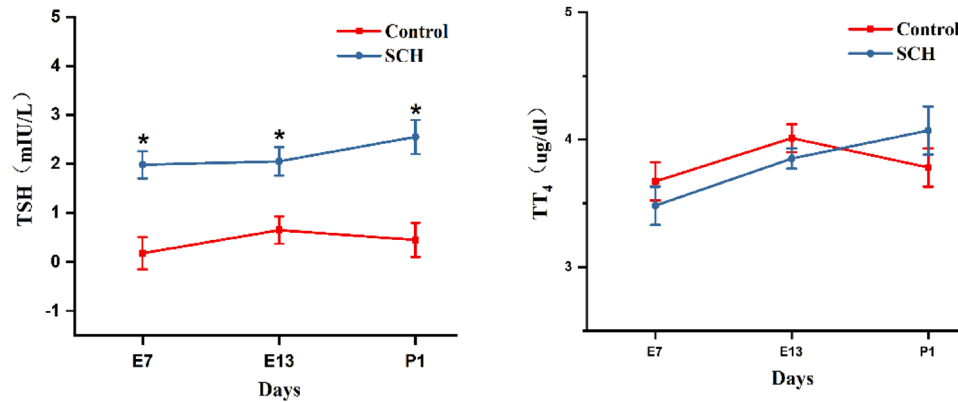 5
4
3
2
1
0
-1
TSH（mIU/L）
Control
SCH
*
*
*
E7
E13
P1
Days
5
4
3
TT4（ug/dl）
Control
SCH
E7
E13
P1
Days